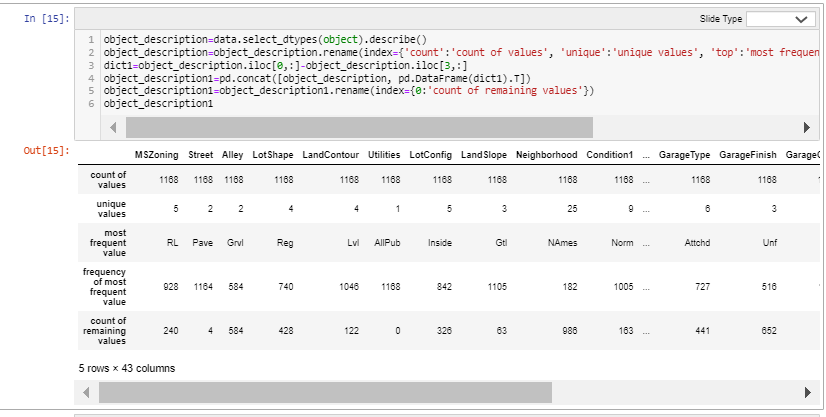 In [15]:
Slide Type
1 object_description=data.select_dtypes(object).describe()
2 object_description=object_description.rename(index={'count':'count of values', 'unique':'unique values', 'top':'most frequen
3 dict1=object_description.iloc[0,:]-object_description.iloc[3,:]
4 object_description1=pd.concat([object_description, pd.DataFrame(dict1).T])
5 object_description1=object_description1.rename(index={0:'count of remaining values'})
6 object_description1
Out[15]:
MSZoning Street Alley LotShape LandContour Utilities LotConfig LandSlope Neighborhood Condition1 ... GarageType GarageFinish
count of values 1168 1168 1168 1168 1168 1168 1168 1168 1168 1168 ... 1168 1168
unique values 5 2 2 4 4 1 5 3 25 9 ... 6 3
most frequent value RL Pave Grvl Reg Lvl AllPub Inside Gtl NAmes Norm ... Attchd Unf
frequency of most frequent value 928 1164 584 740 1046 1168 842 1105 182 1005 ... 727 516
count of remaining values 240 4 584 428 122 0 326 63 986 163 ... 441 652
5 rows × 43 columns